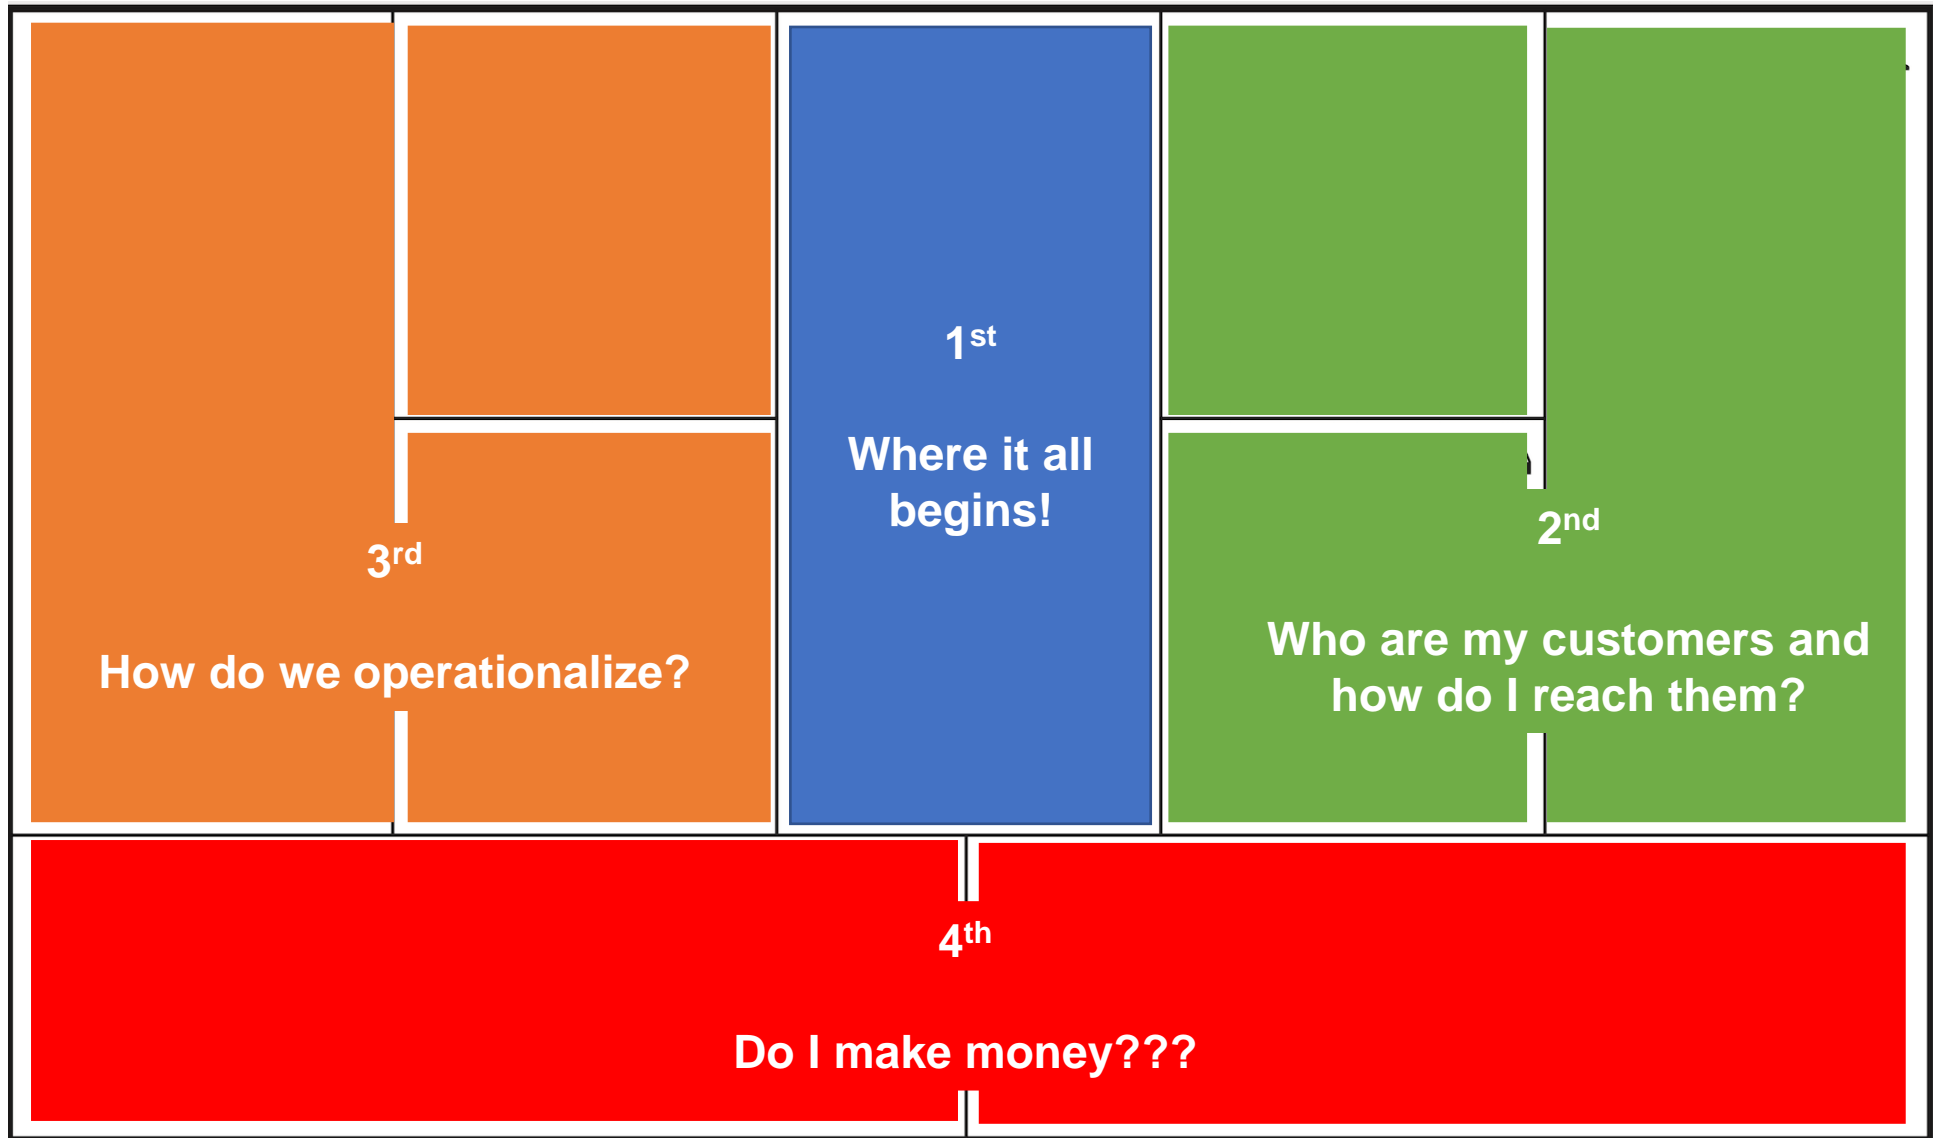 1st
Where it all
begins!
2nd
Who are my customers and
how do I reach them?
3rd
How do we operationalize?
4th
Do I make money???